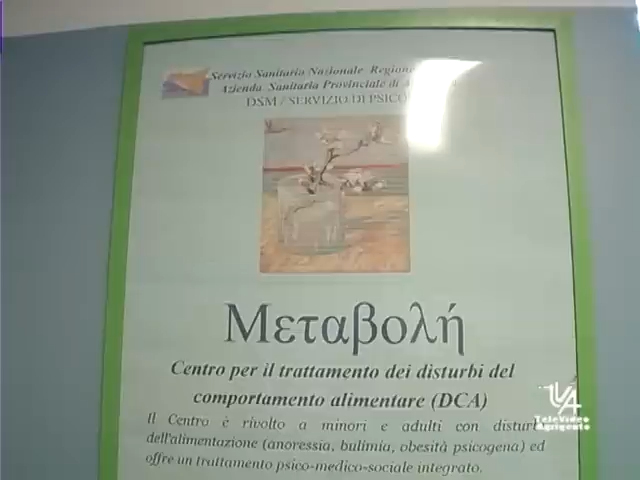 Servizio Sanitario Nazionale Regione
Azienda Sanitaria Provinciale di
DSM / SERVIZIO DI
Μεταβολή
Centro per il trattamento dei disturbi del
comportamento alimentare (DCA)
Il Centro è rivolto a minori e adulti con disturbi
dell'alimentazione (anoressia, bulimia, obesità psicogena) ed
offre un trattamento psico-medico-sociale integrato.
TVA
TeleVideo
Agrigento